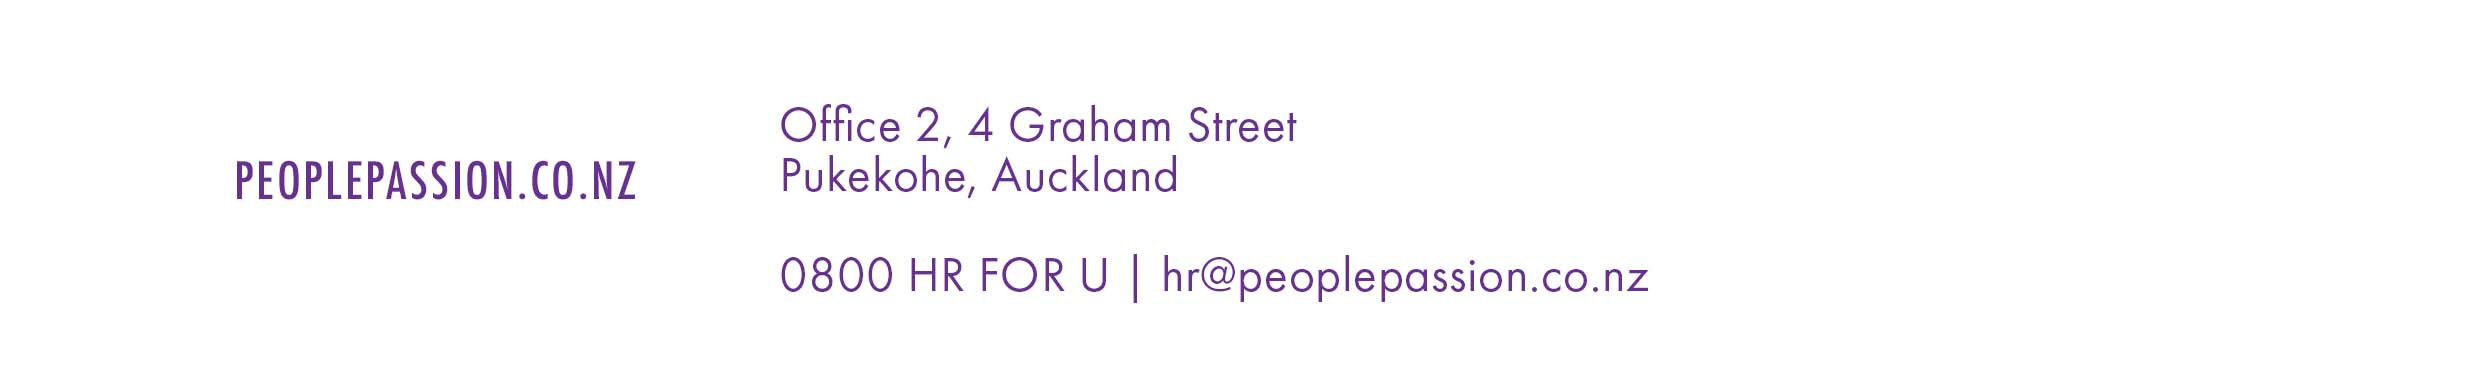 PEOPLEPASSION.CO.NZ
Office 2, 4 Graham Street
Pukekohe, Auckland
0800 HR FOR U | hr@peoplepassion.co.nz